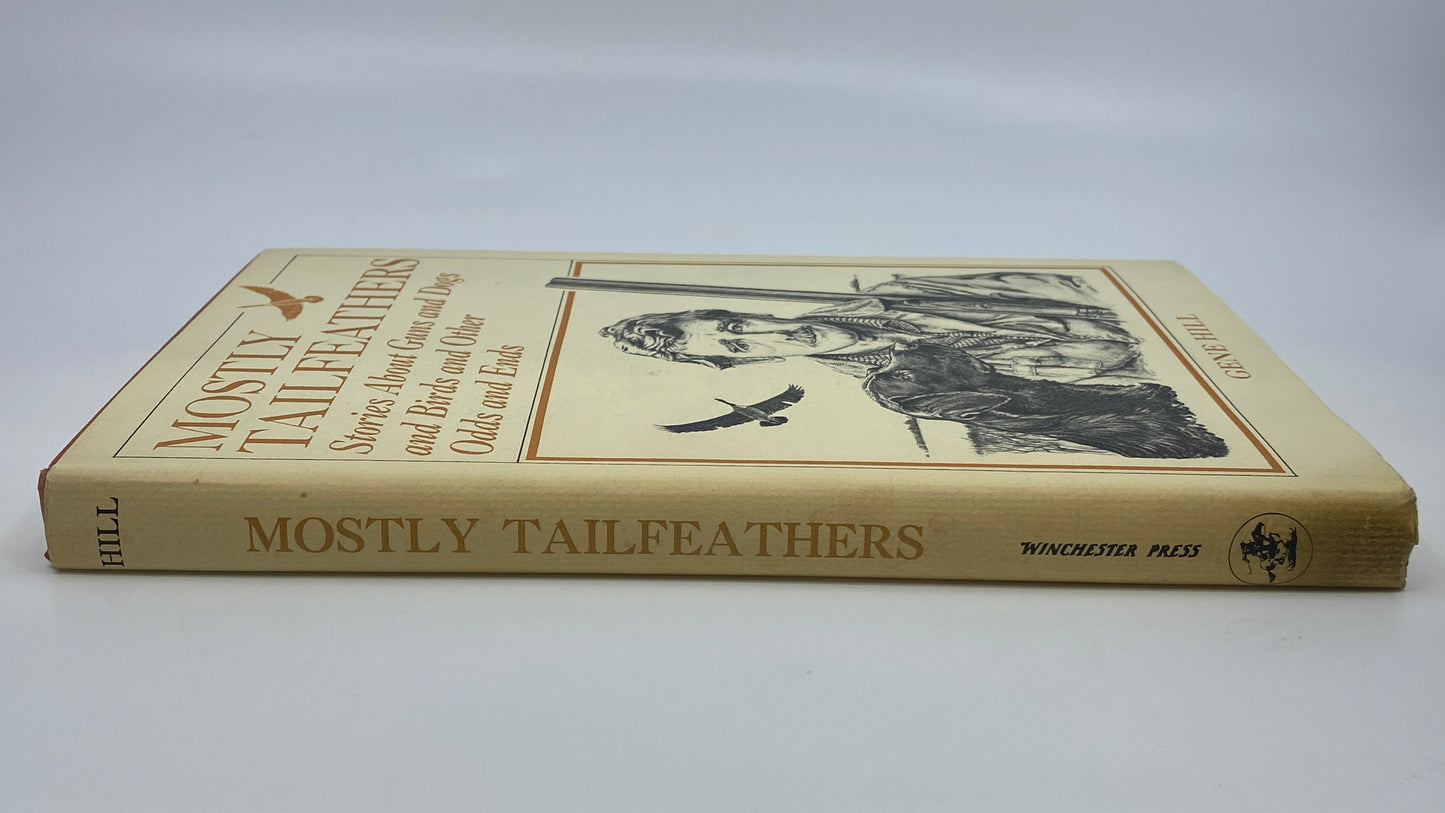 MOSTLY
TAILFEATHERS
Stories About Guns and Dogs
and Birds and Other
Odds and Ends
GENE HILL
HILL
MOSTLY TAILFEATHERS
WINCHESTER PRESS